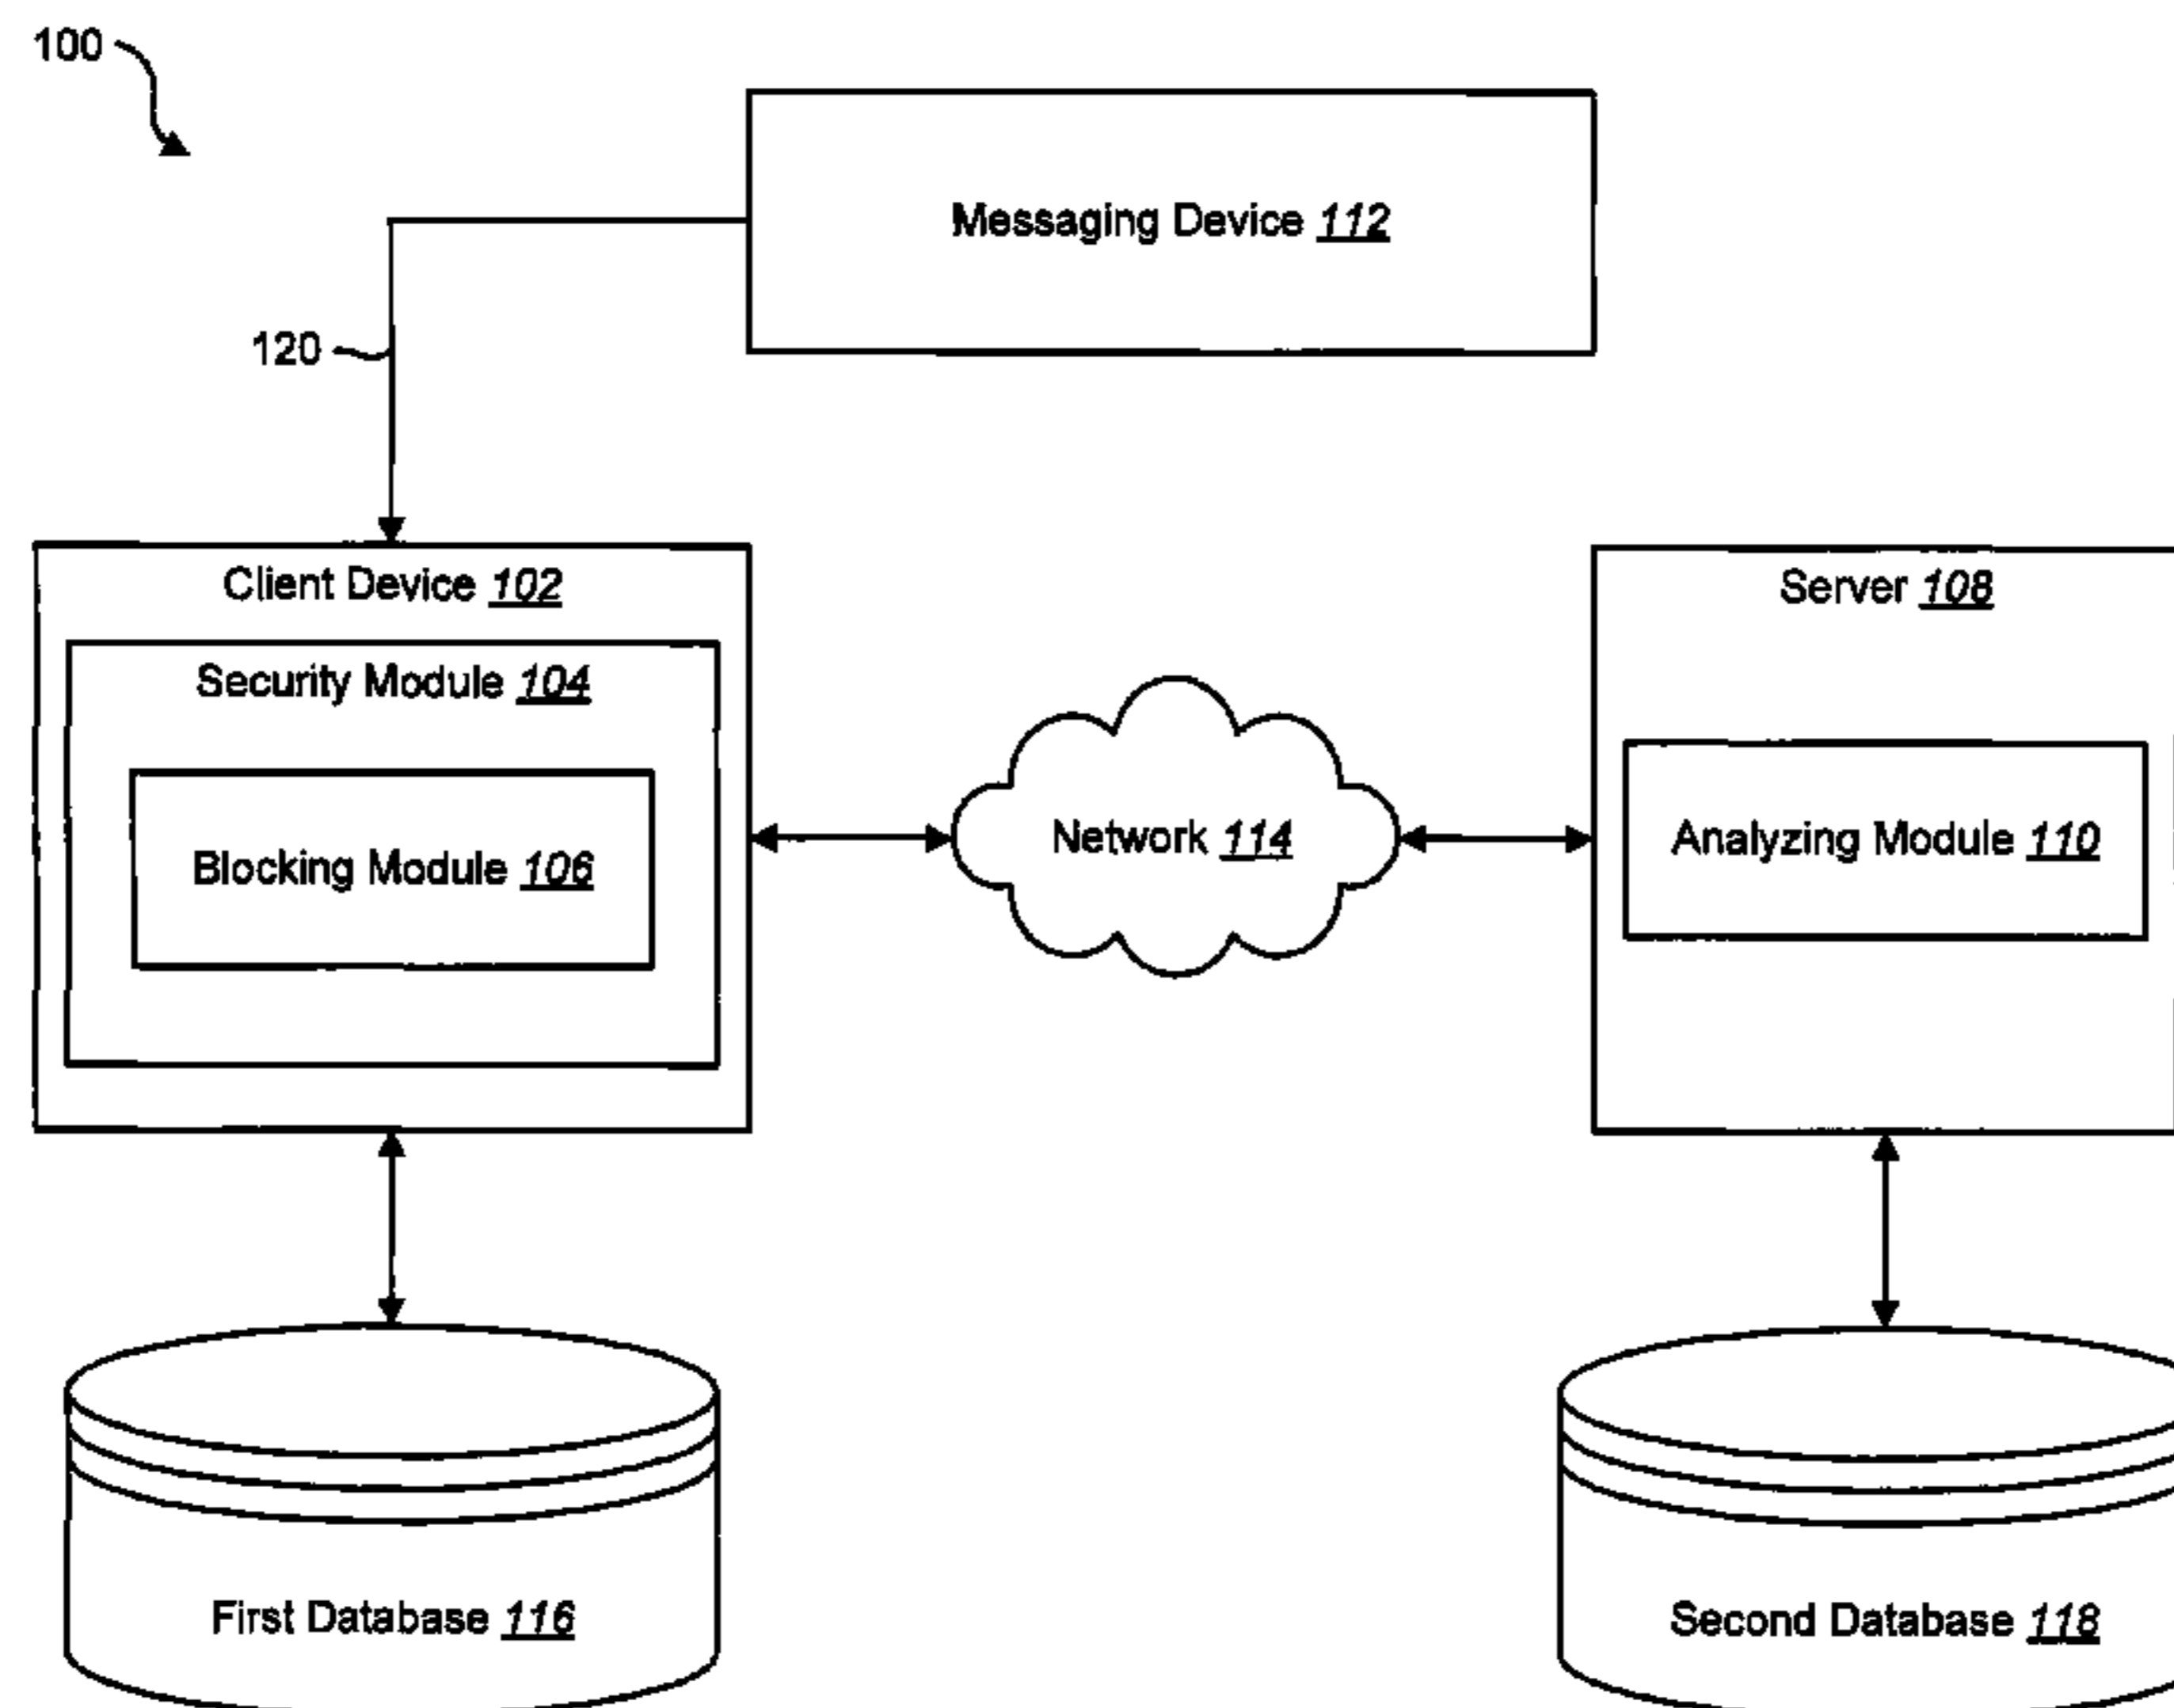 100
Messaging Device 112
120
Client Device 102
Server 108
Security Module 104
Blocking Module 106
Network 114
Analyzing Module 110
First Database 116
Second Database 118